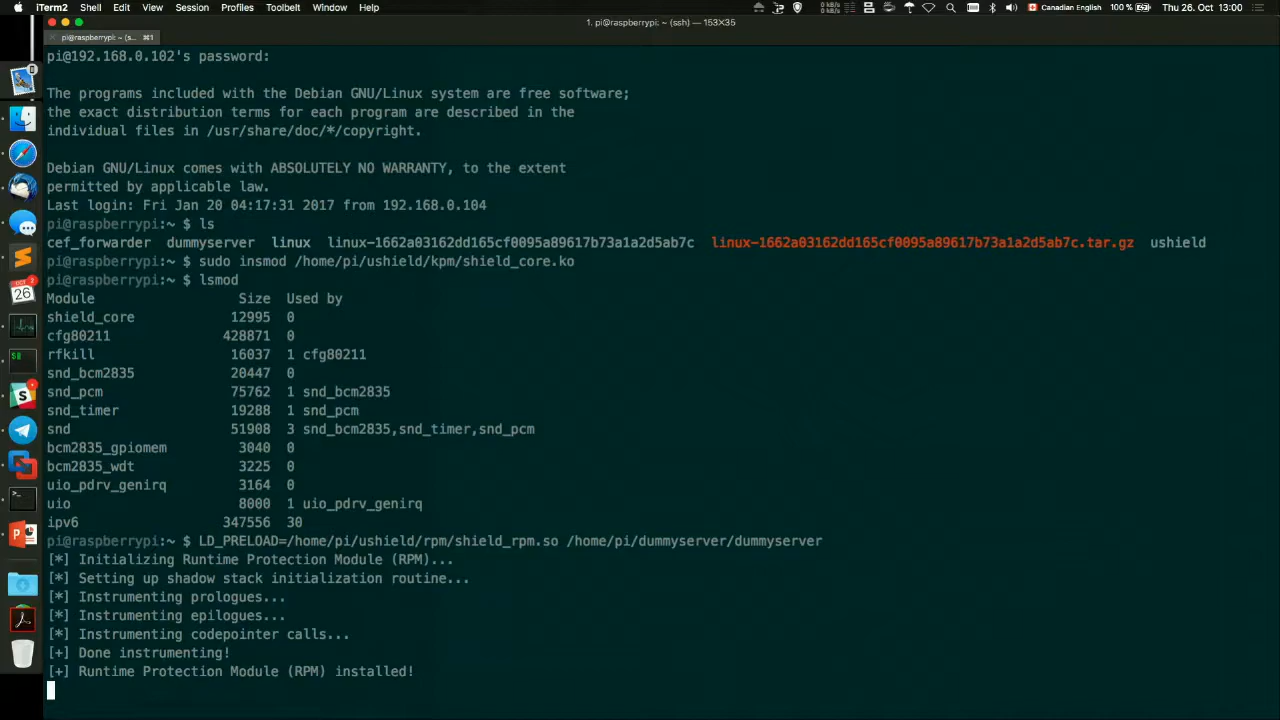 iTerm2 Shell Edit View Session Profiles Toolbelt Window Help 0 kB/s 0 kB/s Canadian English 100 % Thu 26. Oct 13:00
1. pi@raspberrypi: ~ (ssh) — 153×35
pi@raspberrypi: ~ (s... ⌘1
pi@192.168.0.102's password:
The programs included with the Debian GNU/Linux system are free software;
the exact distribution terms for each program are described in the
individual files in /usr/share/doc/*/copyright.
Debian GNU/Linux comes with ABSOLUTELY NO WARRANTY, to the extent
permitted by applicable law.
Last login: Fri Jan 20 04:17:31 2017 from 192.168.0.104
pi@raspberrypi:~ $ ls
cef_forwarder dummyserver linux linux-1662a03162dd165cf0095a89617b73a1a2d5ab7c linux-1662a03162dd165cf0095a89617b73a1a2d5ab7c.tar.gz ushield
pi@raspberrypi:~ $ sudo insmod /home/pi/ushield/kpm/shield_core.ko
pi@raspberrypi:~ $ lsmod
Module Size Used by
shield_core 12995 0
cfg80211 428871 0
rfkill 16037 1 cfg80211
snd_bcm2835 20447 0
snd_pcm 75762 1 snd_bcm2835
snd_timer 19288 1 snd_pcm
snd 51908 3 snd_bcm2835,snd_timer,snd_pcm
bcm2835_gpiomem 3040 0
bcm2835_wdt 3225 0
uio_pdrv_genirq 3164 0
uio 8000 1 uio_pdrv_genirq
ipv6 347556 30
pi@raspberrypi:~ $ LD_PRELOAD=/home/pi/ushield/rpm/shield_rpm.so /home/pi/dummyserver/dummyserver
[*] Initializing Runtime Protection Module (RPM)...
[*] Setting up shadow stack initialization routine...
[*] Instrumenting prologues...
[*] Instrumenting epilogues...
[*] Instrumenting codepointer calls...
[+] Done instrumenting!
[+] Runtime Protection Module (RPM) installed!